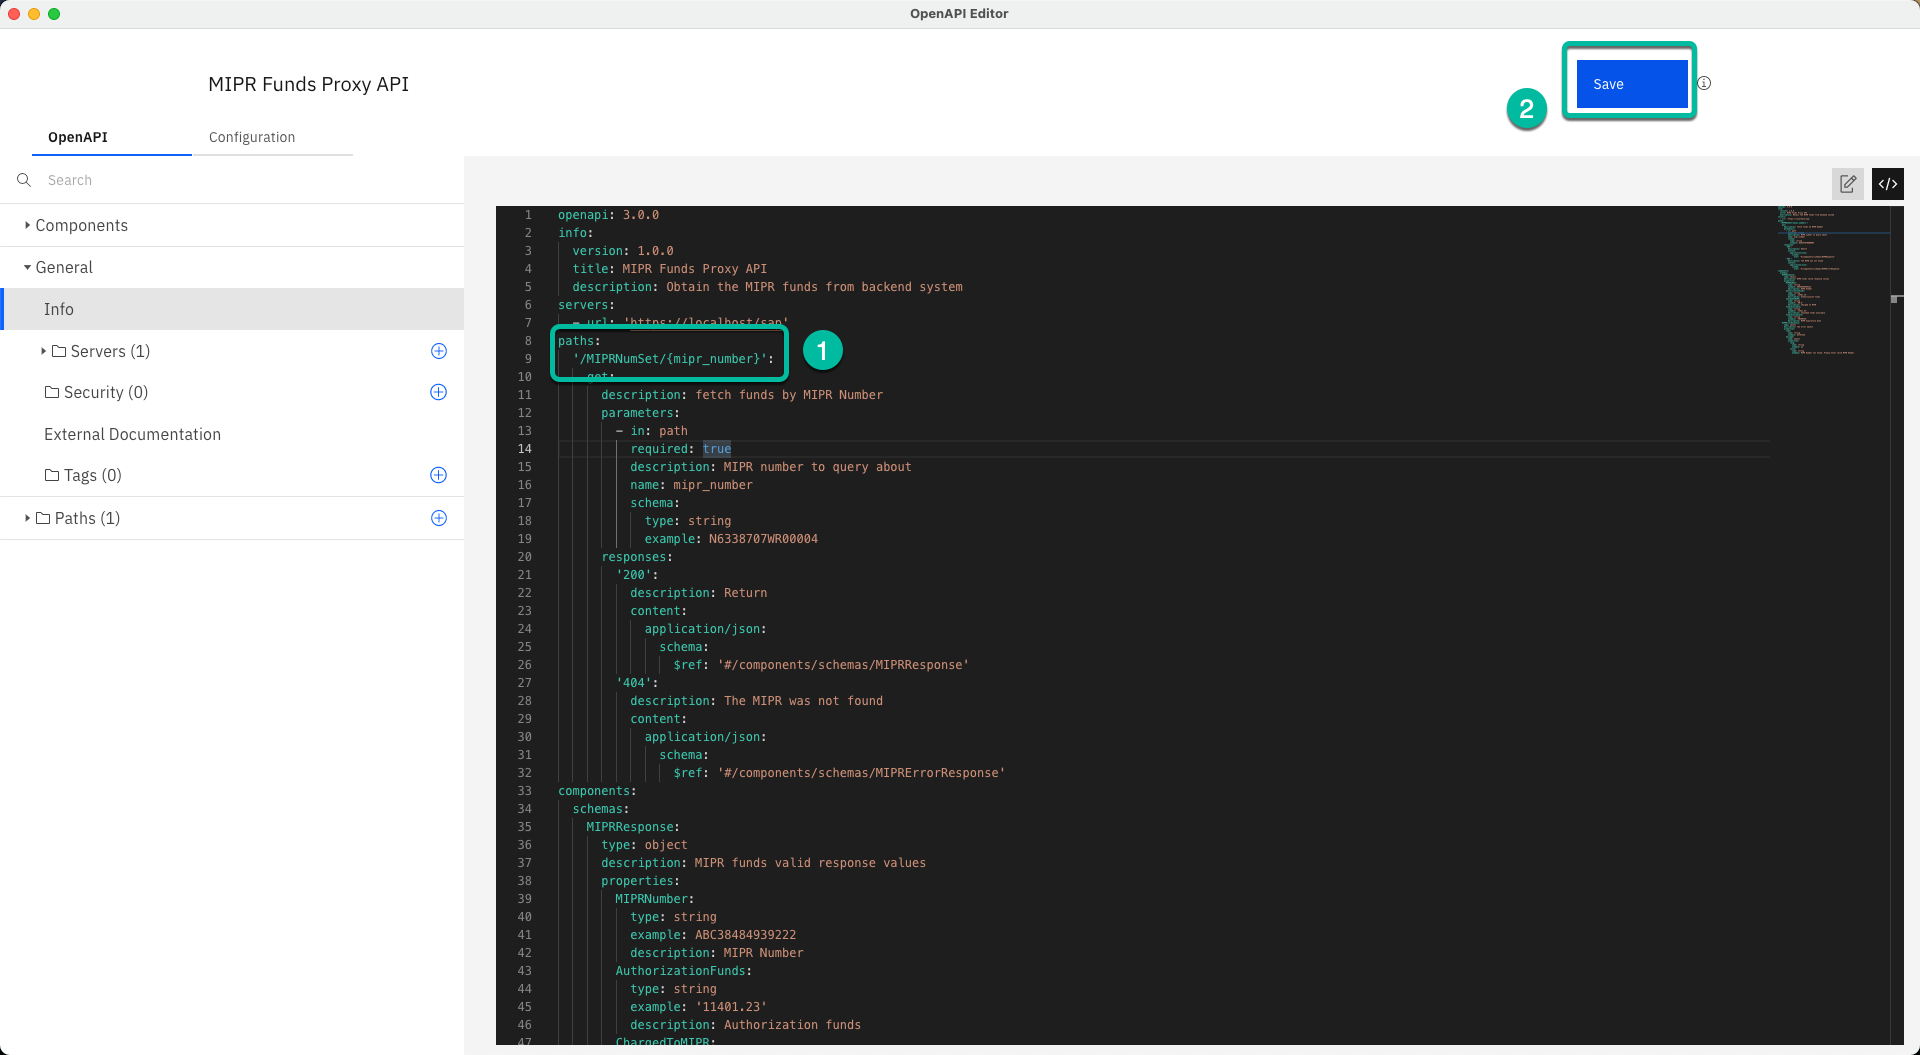 OpenAPI Editor
MIPR Funds Proxy API
Save
2
OpenAPI
Configuration
Search
Components
General
Info
Servers (1)
Security (0)
External Documentation
Tags (0)
Paths (1)
1 openapi: 3.0.0
2 info:
3 version: 1.0.0
4 title: MIPR Funds Proxy API
5 description: Obtain the MIPR funds from backend system
6 servers:
7 - url: 'https://localhost/sap'
8 paths:
9 '/MIPRNumSet/{mipr_number}':
1
10 get:
11 description: fetch funds by MIPR Number
12 parameters:
13 - in: path
14 required: true
15 description: MIPR number to query about
16 name: mipr_number
17 schema:
18 type: string
19 example: N6338707WR00004
20 responses:
21 '200':
22 description: Return
23 content:
24 application/json:
25 schema:
26 $ref: '#/components/schemas/MIPRResponse'
27 '404':
28 description: The MIPR was not found
29 content:
30 application/json:
31 schema:
32 $ref: '#/components/schemas/MIPRErrorResponse'
33 components:
34 schemas:
35 MIPRResponse:
36 type: object
37 description: MIPR funds valid response values
38 properties:
39 MIPRNumber:
40 type: string
41 example: ABC38484939222
42 description: MIPR Number
43 AuthorizationFunds:
44 type: string
45 example: '11401.23'
46 description: Authorization funds
47 ChargedToMIPR: